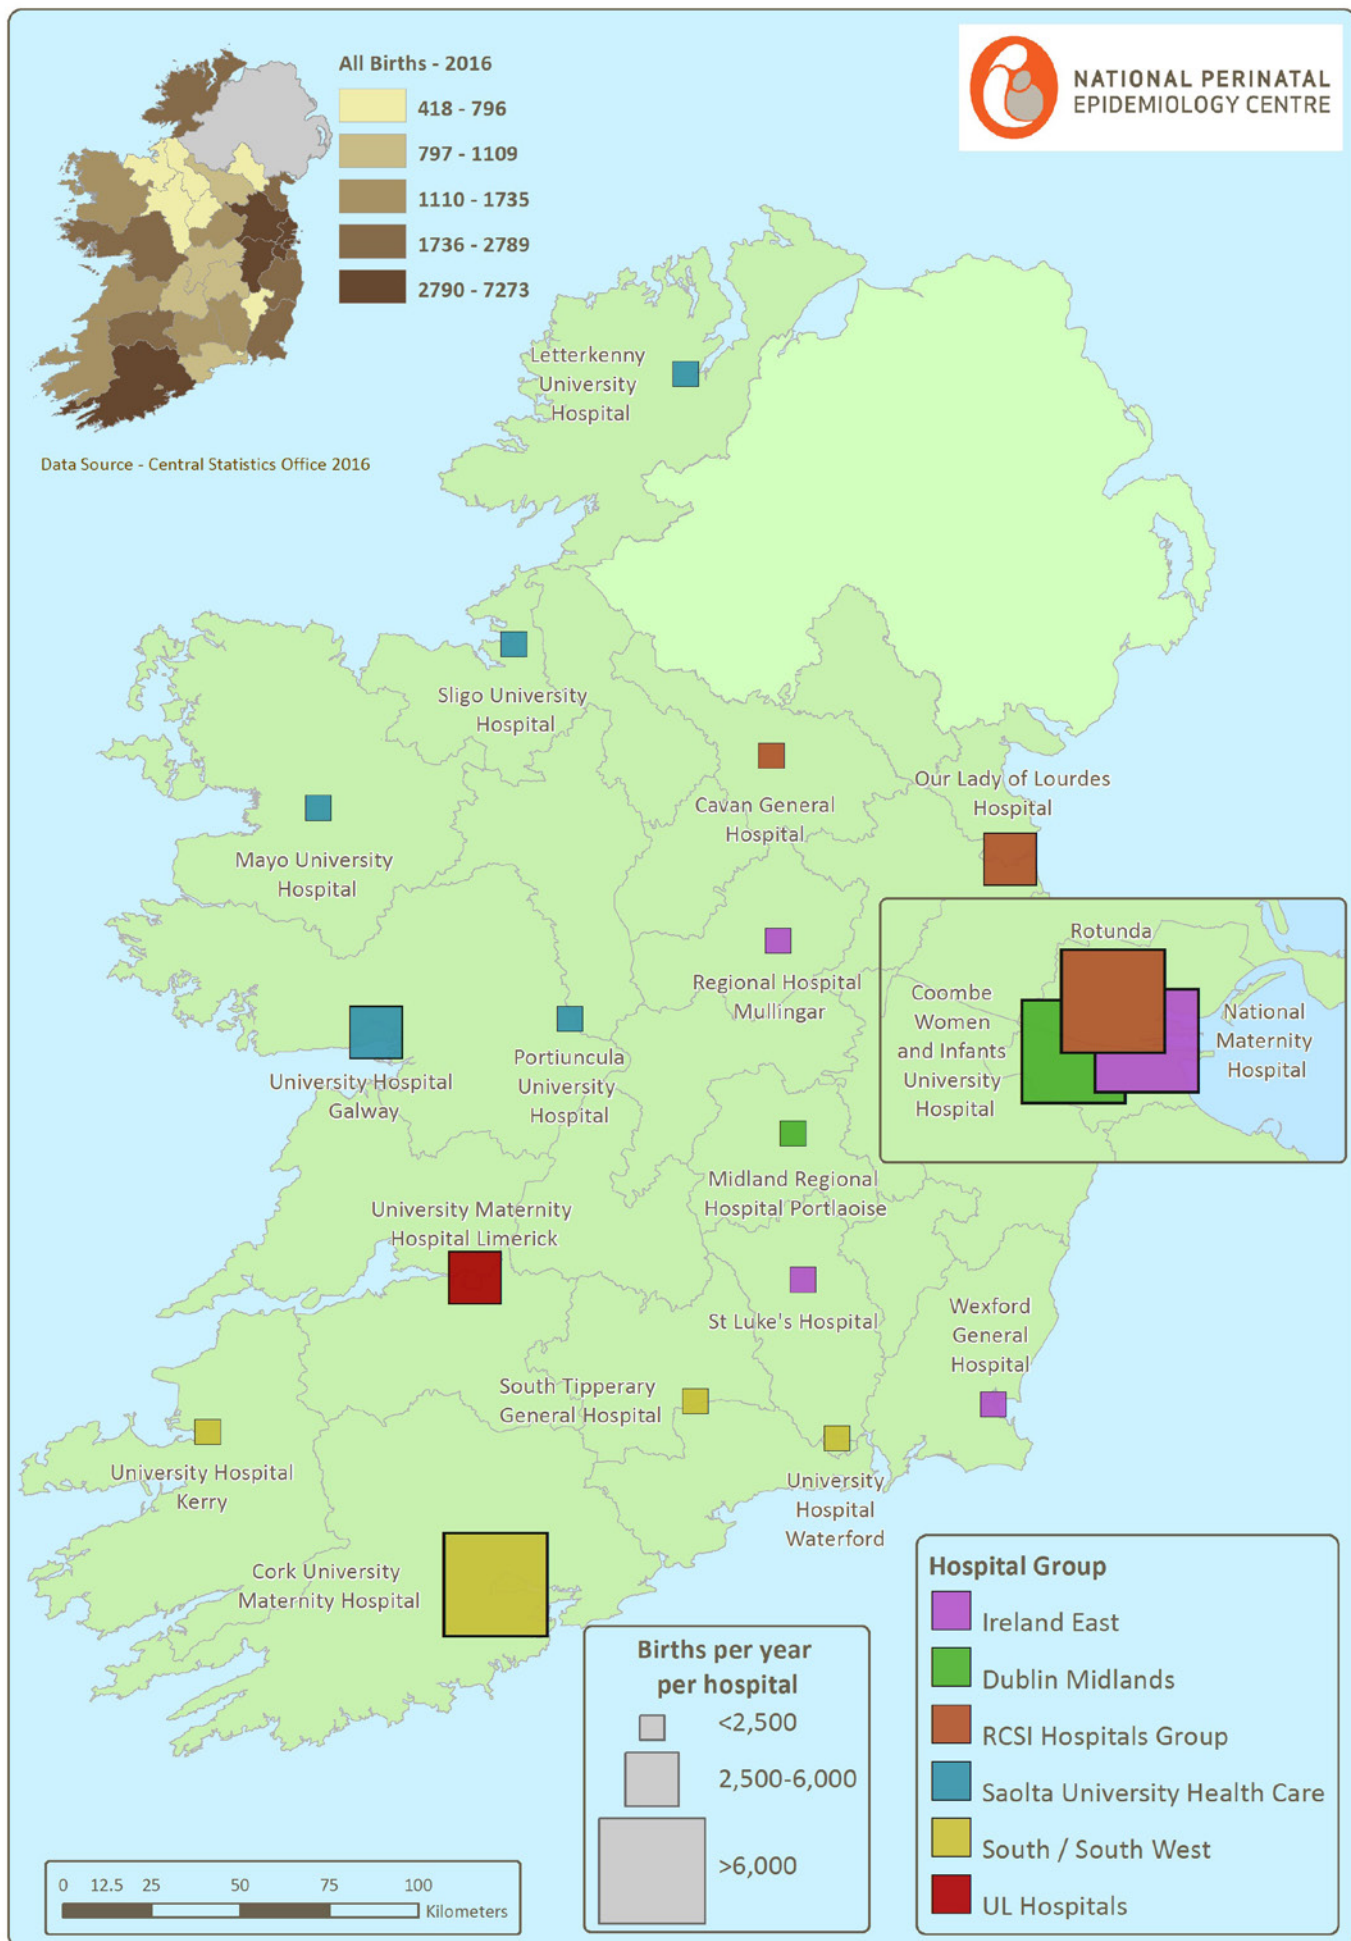 All Births - 2016
418 - 796
797 - 1109
1110 - 1735
1736 - 2789
2790 - 7273
Data Source - Central Statistics Office 2016
NATIONAL PERINATAL
EPIDEMIOLOGY CENTRE
Letterkenny
University
Hospital
Sligo University
Hospital
Cavan General
Hospital
Our Lady of Lourdes
Hospital
Mayo University
Hospital
Regional Hospital
Mullingar
Rotunda
Coombe
Women
and Infants
University
Hospital
National
Maternity
Hospital
University Hospital
Galway
Portiuncula
University
Hospital
Midland Regional
Hospital Portlaoise
University Maternity
Hospital Limerick
St Luke's Hospital
Wexford
General
Hospital
South Tipperary
General Hospital
University Hospital
Kerry
University
Hospital
Waterford
Cork University
Maternity Hospital
Births per year
per hospital
<2,500
2,500-6,000
>6,000
Hospital Group
Ireland East
Dublin Midlands
RCSI Hospitals Group
Saolta University Health Care
South / South West
UL Hospitals
0 12.5 25 50 75 100
Kilometers